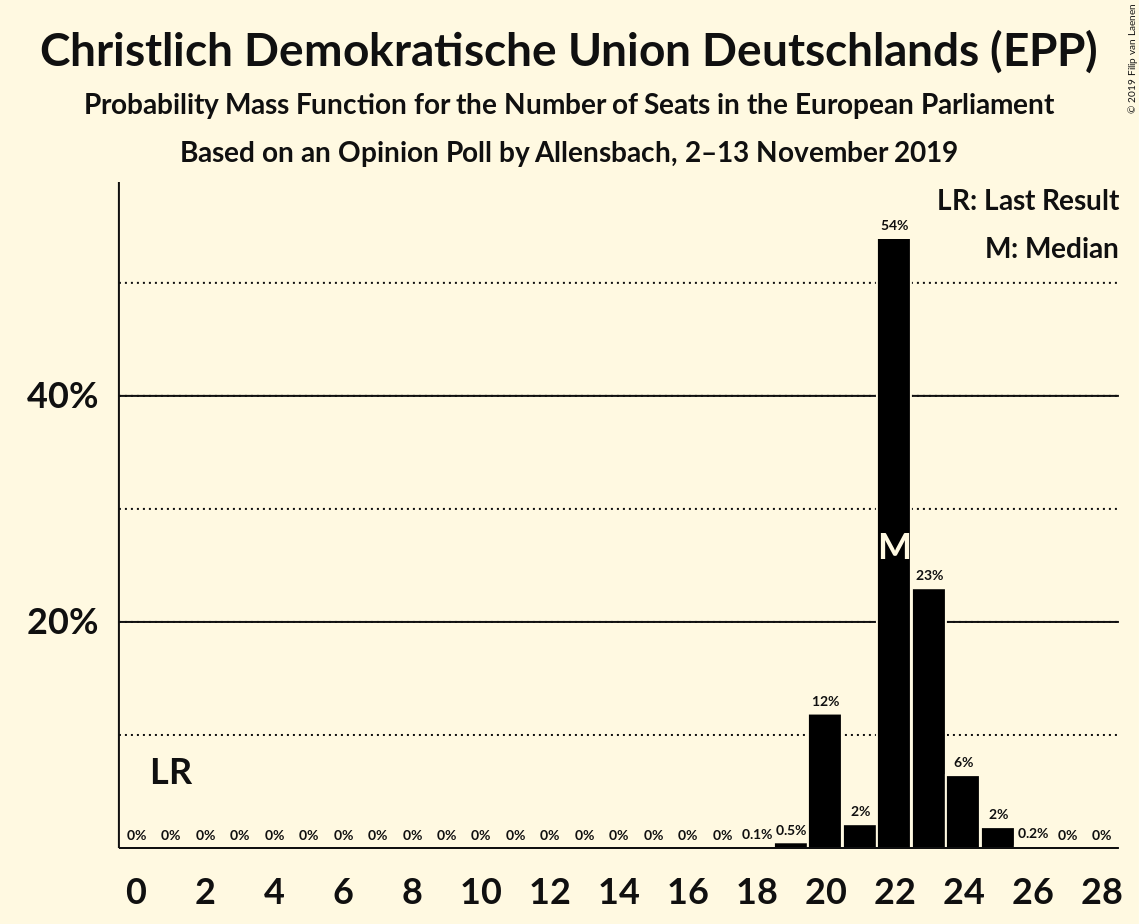 Christlich Demokratische Union Deutschlands (EPP)
Probability Mass Function for the Number of Seats in the European Parliament
Based on an Opinion Poll by Allensbach, 2–13 November 2019
© 2019 Filip van Laenen
LR: Last Result
M: Median
54%
40%
M
23%
20%
12%
LR
6%
2%
2%
0% 0% 0% 0% 0% 0% 0% 0% 0% 0% 0% 0% 0% 0% 0% 0% 0% 0% 0.1% 0.5% 0.2% 0% 0%
0 2 4 6 8 10 12 14 16 18 20 22 24 26 28